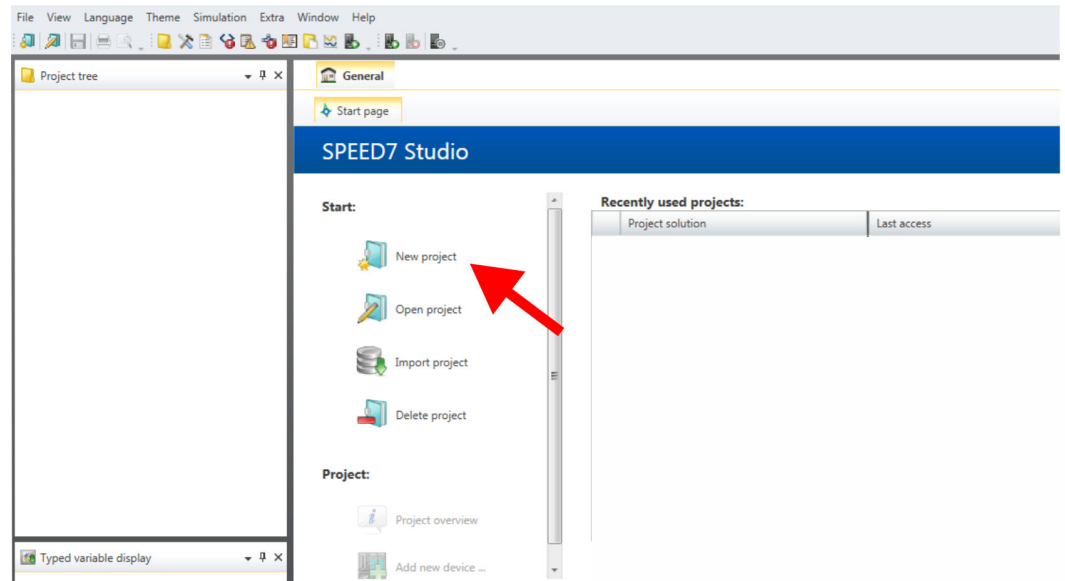 File View Language Theme Simulation Extra Window Help
Project tree
General
Start page
SPEED7 Studio
Start:
New project
Open project
Import project
Delete project
Project:
Project overview
Add new device ...
Recently used projects:
Project solution Last access
Typed variable display